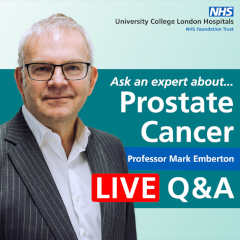 NHS
University College London Hospitals
NHS Foundation Trust
Ask an expert about...
Prostate
Cancer
Professor Mark Emberton
LIVE Q&A